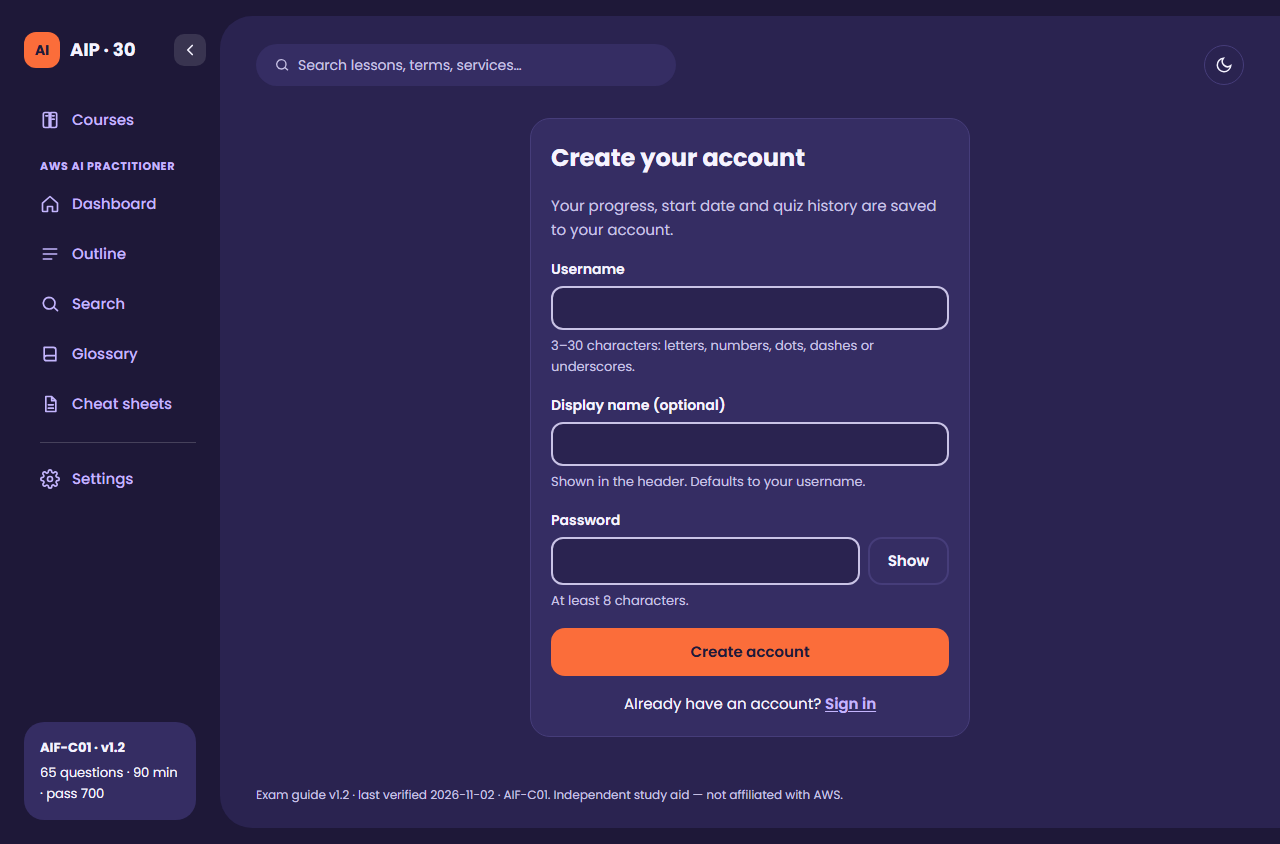 AI
AIP · 30
Courses
AWS AI PRACTITIONER
Dashboard
Outline
Search
Glossary
Cheat sheets
Settings
AIF-C01 · v1.2
65 questions · 90 min
· pass 700
Search lessons, terms, services…
Create your account
Your progress, start date and quiz history are saved
to your account.
Username
3–30 characters: letters, numbers, dots, dashes or
underscores.
Display name (optional)
Shown in the header. Defaults to your username.
Password
Show
At least 8 characters.
Create account
Already have an account? Sign in
Exam guide v1.2 · last verified 2026-11-02 · AIF-C01. Independent study aid — not affiliated with AWS.